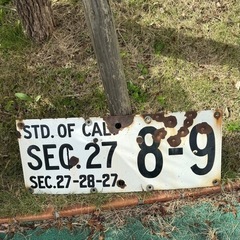 STD. OF CAL.
SEC. 27
SEC. 27-28-27
8-9